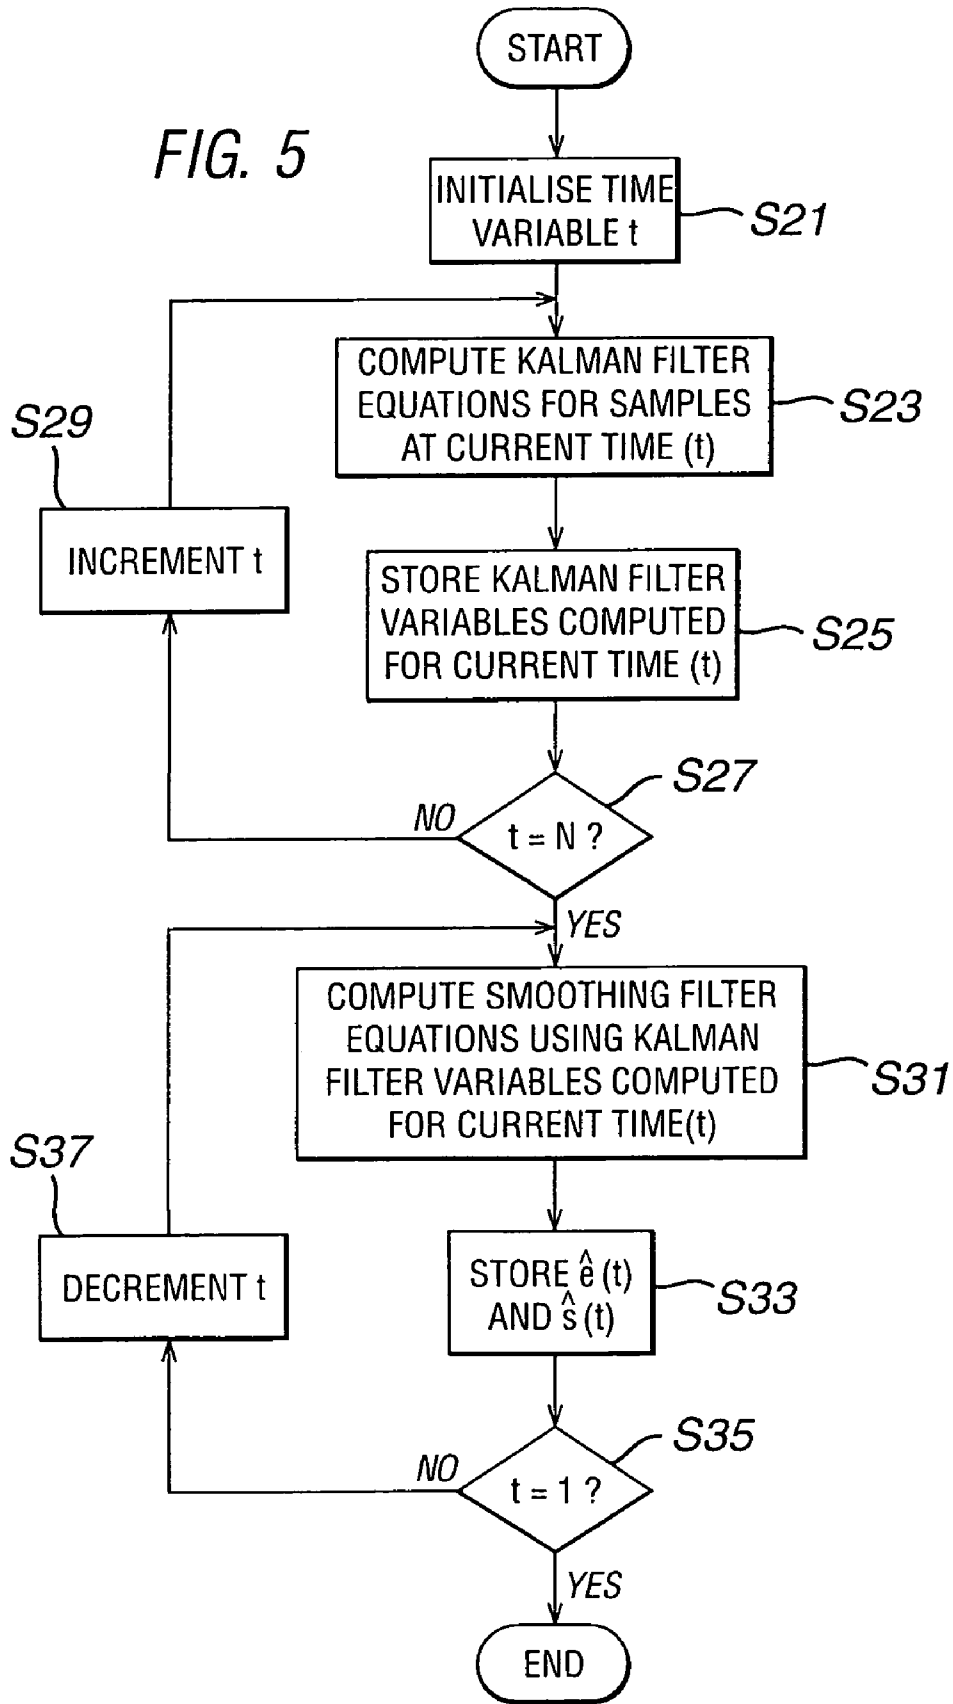 START
FIG. 5
INITIALISE TIME
VARIABLE t
S21
COMPUTE KALMAN FILTER
EQUATIONS FOR SAMPLES
AT CURRENT TIME (t)
S23
S29
INCREMENT t
STORE KALMAN FILTER
VARIABLES COMPUTED
FOR CURRENT TIME (t)
S25
S27
NO
t = N ?
YES
COMPUTE SMOOTHING FILTER
EQUATIONS USING KALMAN
FILTER VARIABLES COMPUTED
FOR CURRENT TIME(t)
S31
S37
DECREMENT t
STORE ê (t)
AND ŝ (t)
S33
S35
NO
t = 1 ?
YES
END